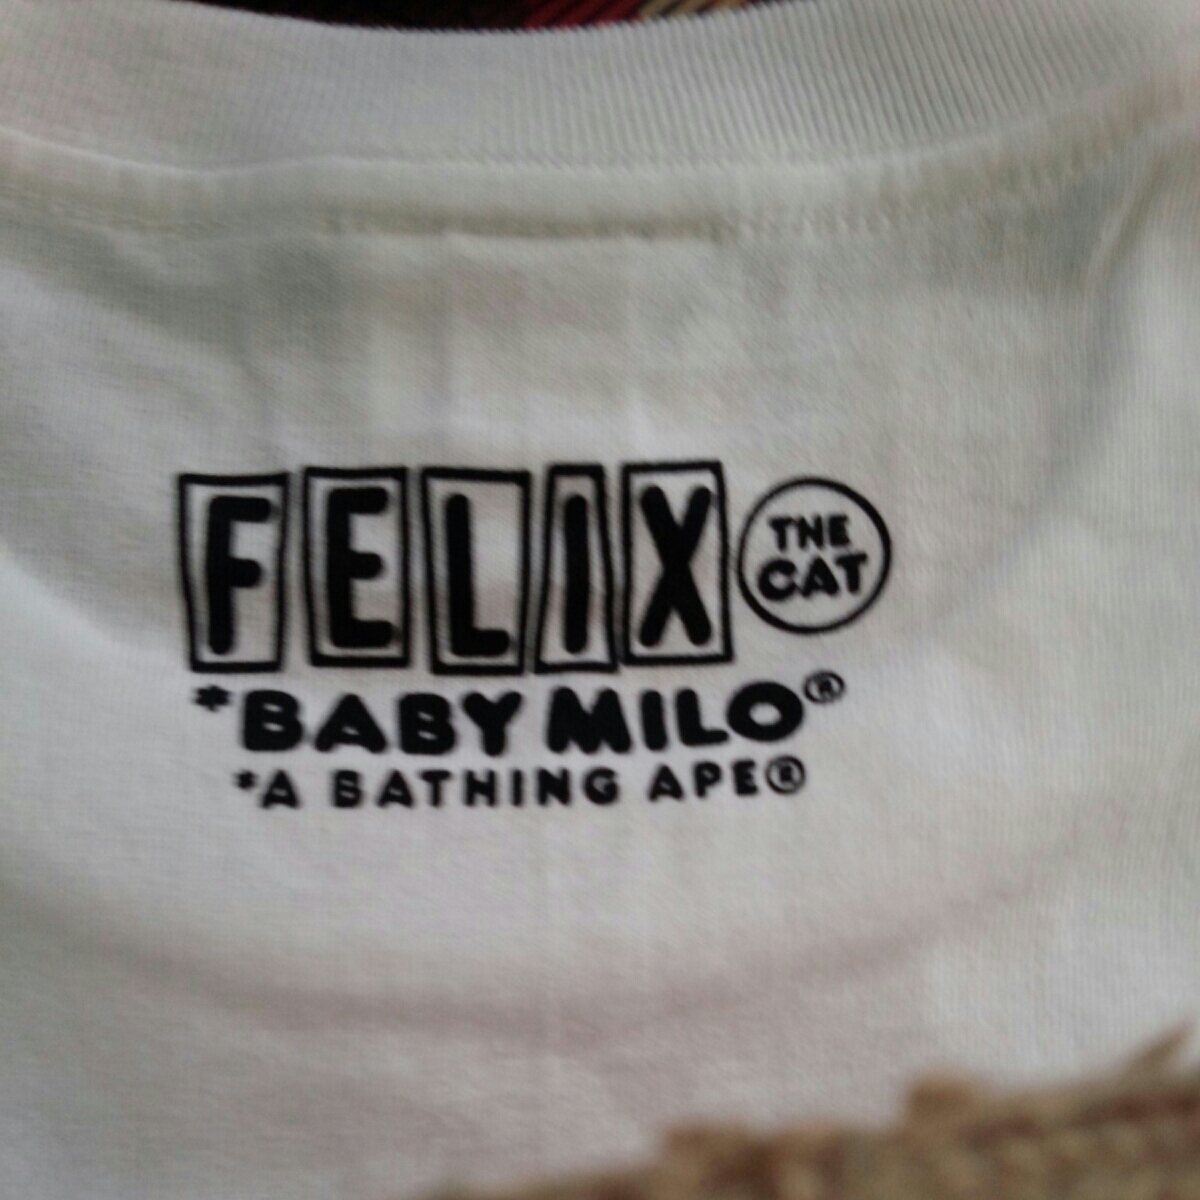 FELIX THE CAT
*BABY MILO®
*A BATHING APE®